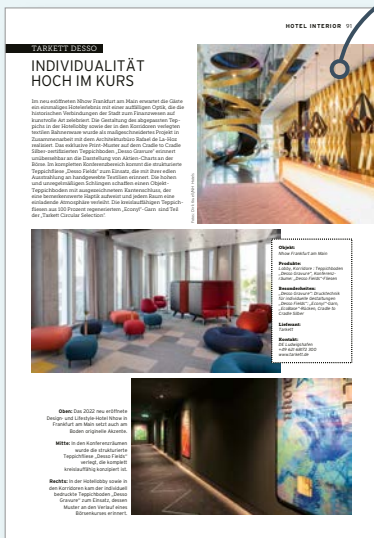 HOTEL INTERIOR 91
TARKETT DESSO
INDIVIDUALITÄT
HOCH IM KURS
Im neu eröffneten Nhow Frankfurt am Main erwartet die Gäste
ein einmaliges Hotelerlebnis mit einer auffälligen Optik, die die
historischen Verbindungen der Stadt zum Finanzwesen auf
kunstvolle Art zelebriert. Die Gestaltung des abgepassten Tep-
pichs in der Hotellobby sowie der in den Korridoren verlegten
textilen Bahnenware wurde als maßgeschneidertes Projekt in
Zusammenarbeit mit dem Architekturbüro Rafael de La-Hoz
realisiert. Das exklusive Print-Muster auf dem Cradle to Cradle
Silber-zertifizierten Teppichboden „Desso Gravure“ erinnert
unübersehbar an die Darstellung von Aktien-Charts an der
Börse. Im kompletten Konferenzbereich kommt die strukturierte
Teppichfliese „Desso Fields“ zum Einsatz, die mit ihrer edlen
Ausstrahlung an handgewebte Textilien erinnert. Die hohen
und unregelmäßigen Schlingen schaffen einen Objekt-
Teppichboden mit ausgezeichnetem Kantenschluss, der
eine bemerkenswerte Haptik aufweist und jedem Raum eine
einladende Atmosphäre verleiht. Die kreislauffähigen Teppich-
fliesen aus 100 Prozent regeneriertem „Econyl“-Garn sind Teil
der ‚Tarkett Circular Selection‘.
Objekt:
Nhow Frankfurt am Main
Produkte:
Lobby, Korridore : Teppichboden
„Desso Gravure“, Konferenz-
räume: „Desso Fields“-Fliesen
Besonderheiten:
„Desso Gravure“: Drucktechnik
für individuelle Gestaltungen
„Desso Fields“: „Econyl“-Garn,
„EcoBase“-Rücken, Cradle to
Cradle Silber
Lieferant:
Tarkett
Kontakt:
DE Ludwigshafen
+49 621 68172 300
www.tarkett.de
Oben: Das 2022 neu eröffnete
Design- und Lifestyle-Hotel Nhow in
Frankfurt am Main setzt auch am
Boden originelle Akzente.
Mitte: In den Konferenzräumen
wurde die strukturierte
Teppichfliese „Desso Fields“
verlegt, die komplett
kreislauffähig konzipiert ist.
Rechts: In der Hotellobby sowie in
den Korridoren kam der individuell
bedruckte Teppichboden „Desso
Gravure“ zum Einsatz, dessen
Muster an den Verlauf eines
Börsenkurses erinnert.